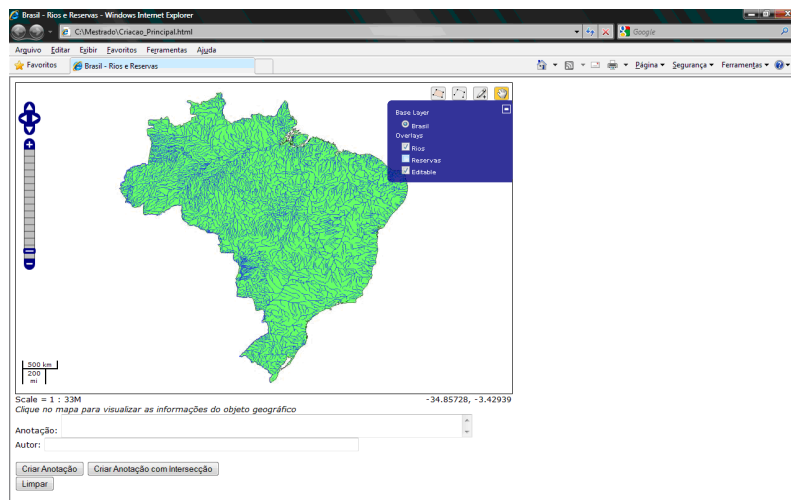 Brasil - Rios e Reservas - Windows Internet Explorer
C:\Mestrado\Criacao_Principal.html
Google
Arquivo Editar Exibir Favoritos Ferramentas Ajuda
Favoritos Brasil - Rios e Reservas Página Segurança Ferramentas
Base Layer
Brasil
Overlays
Rios
Reservas
Editable
500 km
200 mi
Scale = 1 : 33M -34.85728, -3.42939
Clique no mapa para visualizar as informações do objeto geográfico
Anotação:
Autor:
Criar Anotação Criar Anotação com Intersecção
Limpar